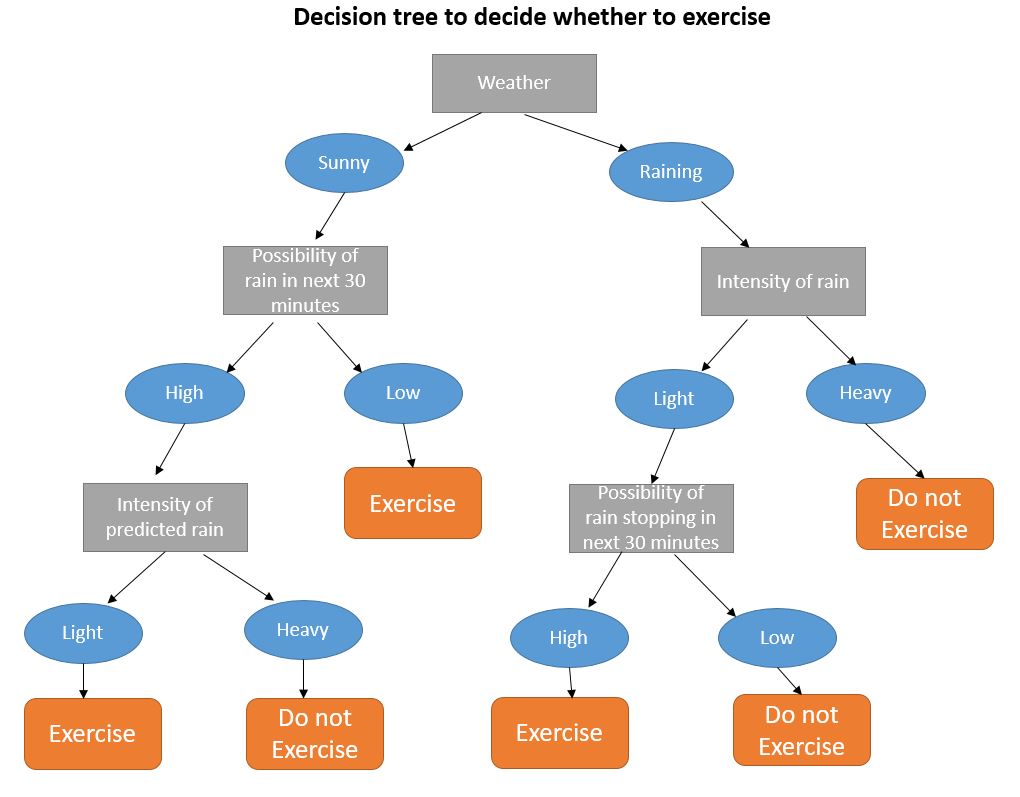 Decision tree to decide whether to exercise
Weather
Sunny
Raining
Possibility of
rain in next 30
minutes
Intensity of rain
High
Low
Light
Heavy
Intensity of
predicted rain
Exercise
Possibility of
rain stopping in
next 30 minutes
Do not
Exercise
Light
Heavy
High
Low
Exercise
Do not
Exercise
Exercise
Do not
Exercise